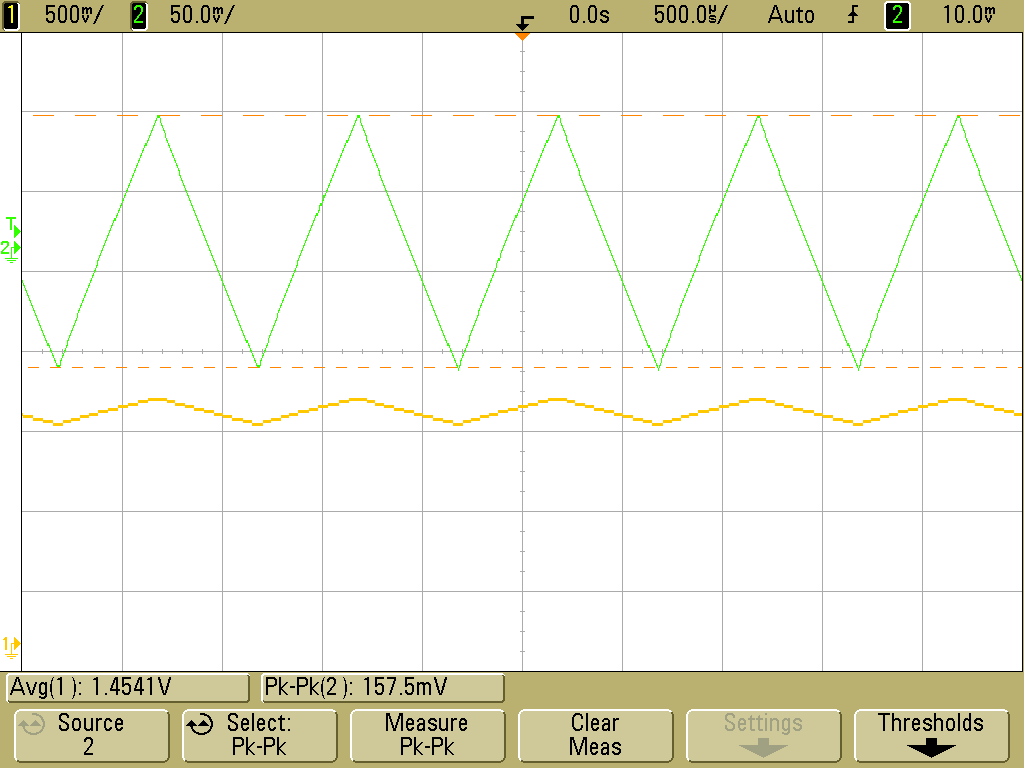 1 500mV/ 2 50.0mV/ 0.0s 500.0µs/ Auto 2 10.0mV
T
2
1
Avg(1): 1.4541V Pk-Pk(2): 157.5mV
Source Select: Measure Clear Settings Thresholds
2 Pk-Pk Pk-Pk Meas